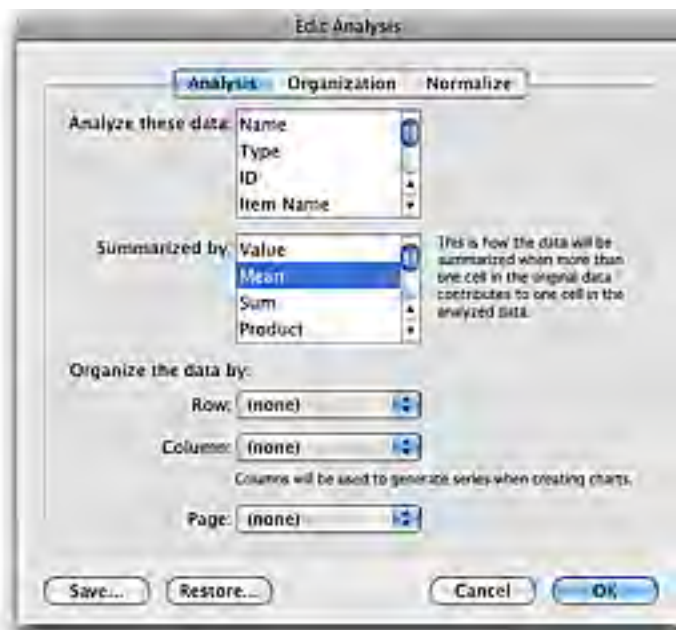 Edit Analysis
Analysis Organization Normalize
Analyze these data: Name
Type
ID
Item Name
Summarized by: Value
Mean
Sum
Product
This is how the data will be
summarized when more than
one cell in the original data
contributes to one cell in the
analyzed data.
Organize the data by:
Row: (none)
Column: (none)
Columns will be used to generate series when creating charts.
Page: (none)
Save... Restore... Cancel OK